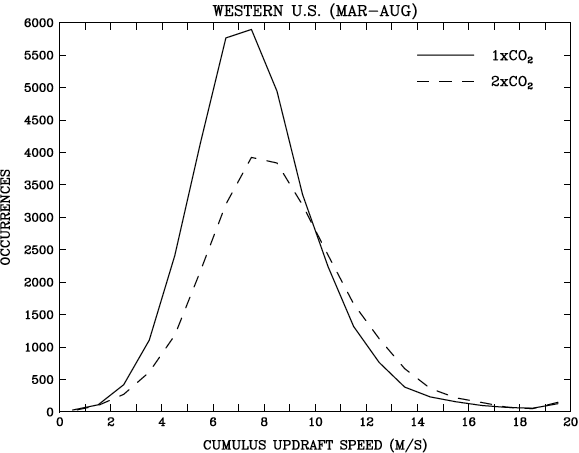 WESTERN U.S. (MAR-AUG)
6000
5500
5000
4500
4000
3500
3000
2500
2000
1500
1000
500
0
OCCURRENCES
1xCO₂
2xCO₂
0 2 4 6 8 10 12 14 16 18 20
CUMULUS UPDRAFT SPEED (M/S)